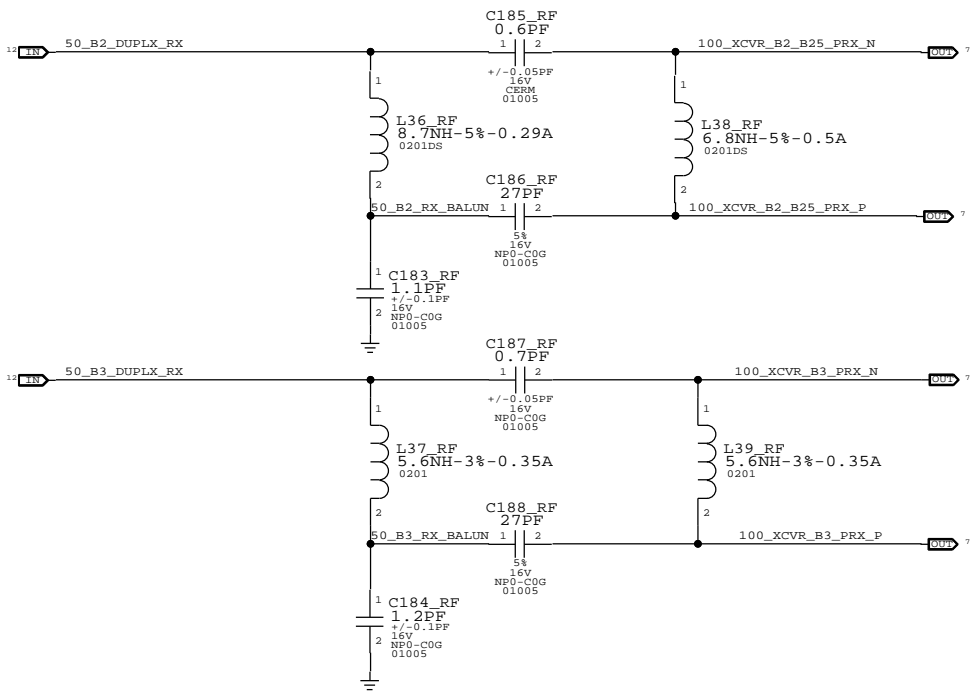 C185_RF
0.6PF
12 IN 50_B2_DUPLX_RX 1 2 100_XCVR_B2_B25_PRX_N OUT 7
+/-0.05PF
16V
CERM
01005
1
L36_RF
8.7NH-5%-0.29A
0201DS
2
1
L38_RF
6.8NH-5%-0.5A
0201DS
2
C186_RF
27PF
50_B2_RX_BALUN 1 2 100_XCVR_B2_B25_PRX_P OUT 7
5%
16V
NP0-C0G
01005
1
C183_RF
1.1PF
+/-0.1PF
16V
NP0-C0G
01005
2
C187_RF
0.7PF
12 IN 50_B3_DUPLX_RX 1 2 100_XCVR_B3_PRX_N OUT 7
+/-0.05PF
16V
NP0-C0G
01005
1
L37_RF
5.6NH-3%-0.35A
0201
2
1
L39_RF
5.6NH-3%-0.35A
0201
2
C188_RF
27PF
50_B3_RX_BALUN 1 2 100_XCVR_B3_PRX_P OUT 7
5%
16V
NP0-C0G
01005
1
C184_RF
1.2PF
+/-0.1PF
16V
NP0-C0G
01005
2